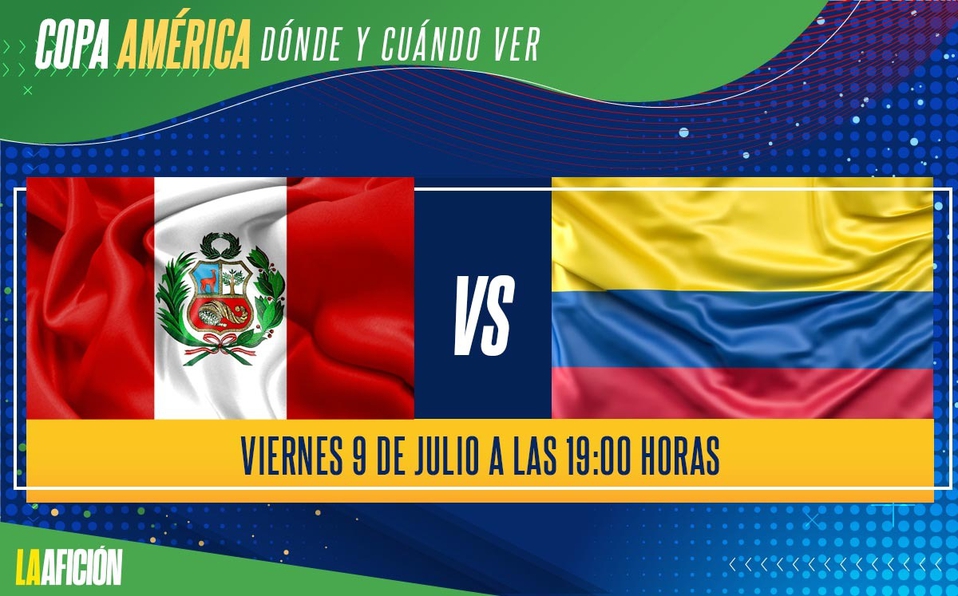 COPA AMÉRICA DÓNDE Y CUÁNDO VER
VS
VIERNES 9 DE JULIO A LAS 19:00 HORAS
LAAFICIÓN